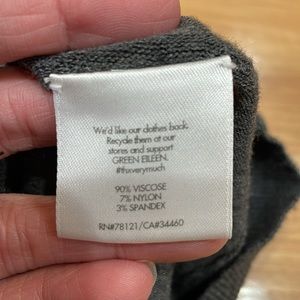 We'd like our clothes back.
Recycle them at our
stores and support
GREEN EILEEN.
#thxverymuch
90% VISCOSE
7% NYLON
3% SPANDEX
RN#78121/CA#34460